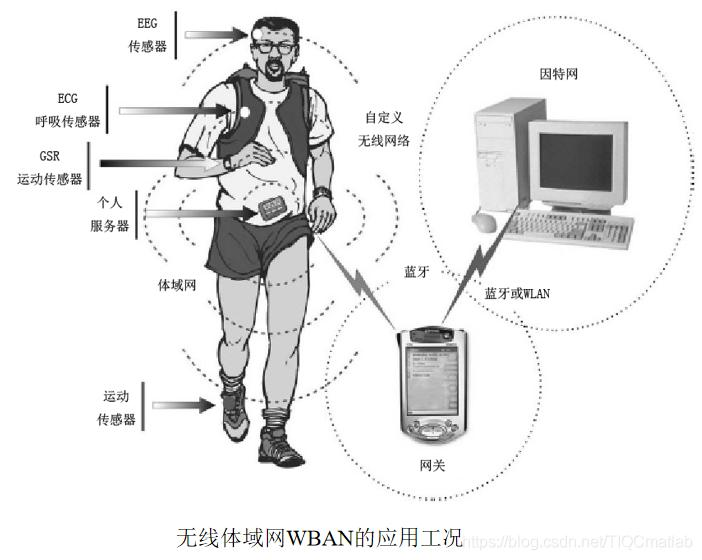 EEG
传感器
ECG
呼吸传感器
GSR
运动传感器
个人
服务器
运动
传感器
体域网
自定义
无线网络
因特网
蓝牙
蓝牙或WLAN
网关
无线体域网WBAN的应用工况
https://blog.csdn.net/TIQCmatlab